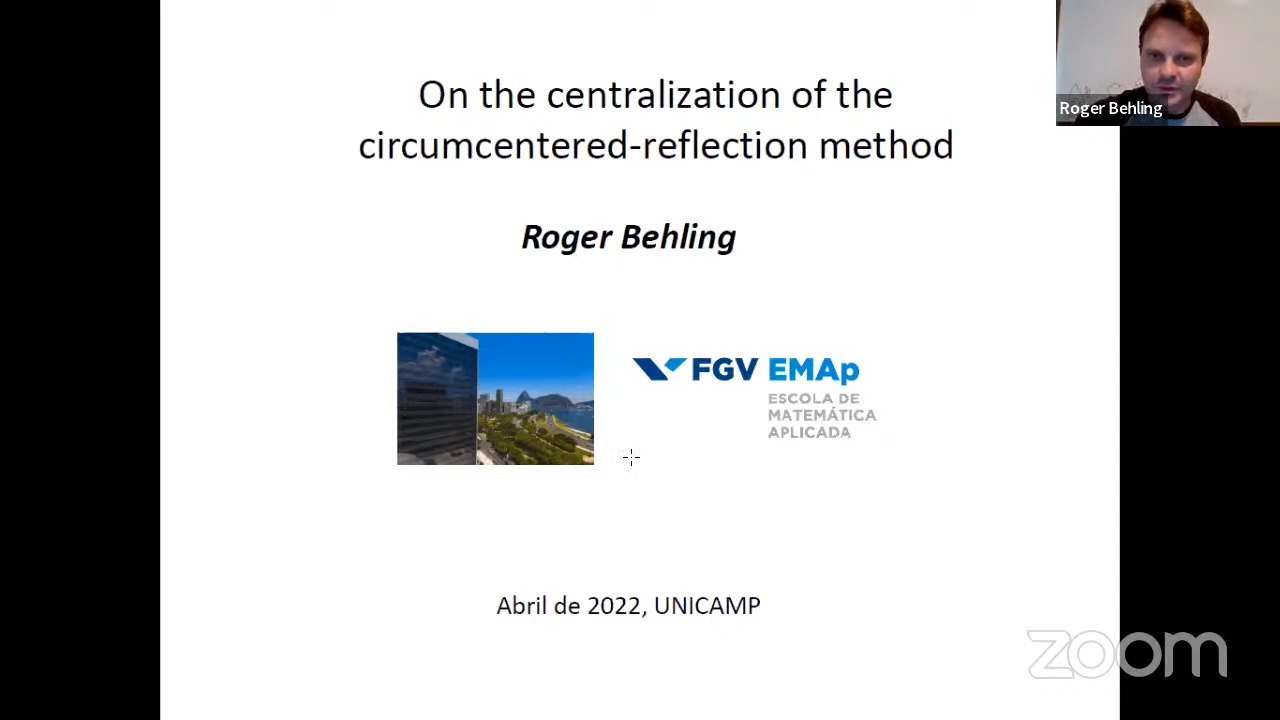 On the centralization of the
circumcentered-reflection method
Roger Behling
Roger Behling
FGV EMAp
ESCOLA DE
MATEMÁTICA
APLICADA
Abril de 2022, UNICAMP
zoom